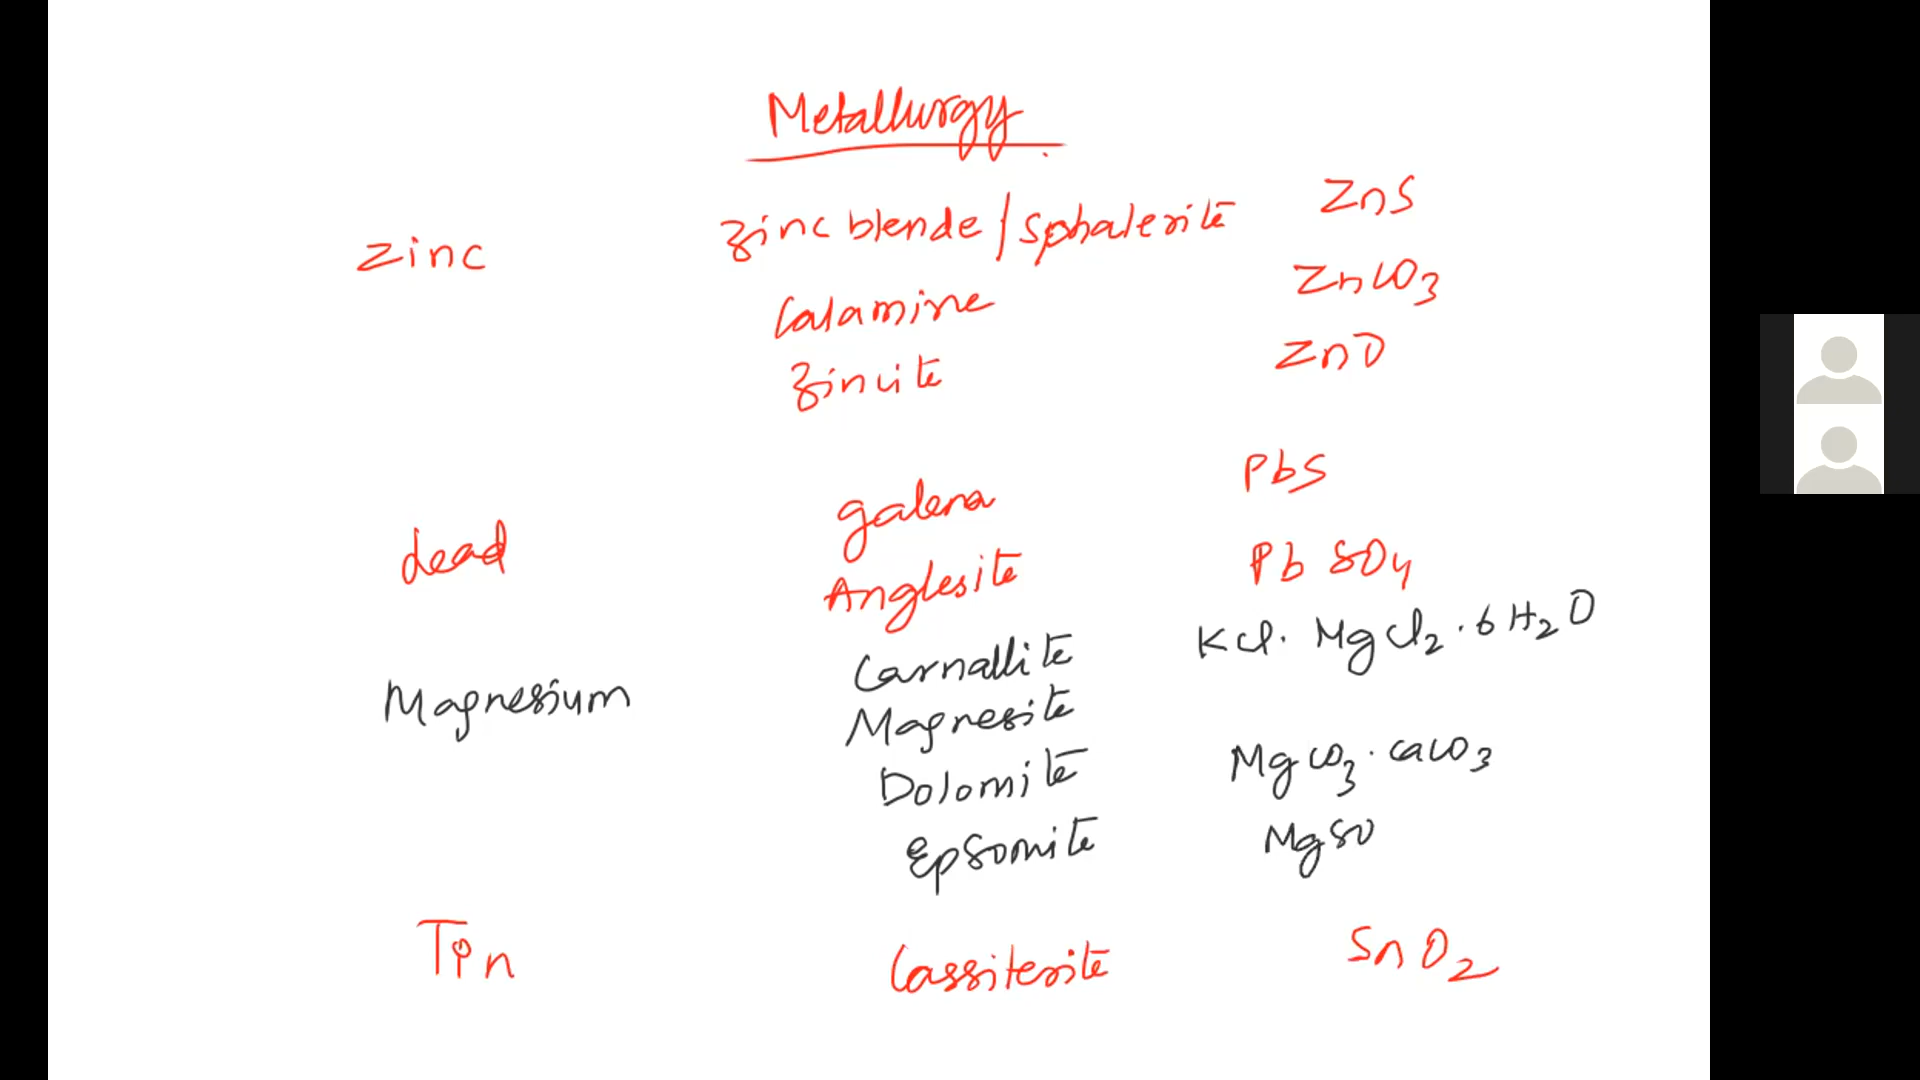 Metallurgy
Zinc Zinc blende / Sphalerite ZnS
Calamine ZnCO3
Zincite ZnO
Lead galena PbS
Anglesite PbSO4
Magnesium Carnallite KCl. MgCl2 . 6H2O
Magnesite
Dolomite MgCO3 . CaCO3
Epsomite MgSO
Tin Cassiterite SnO2